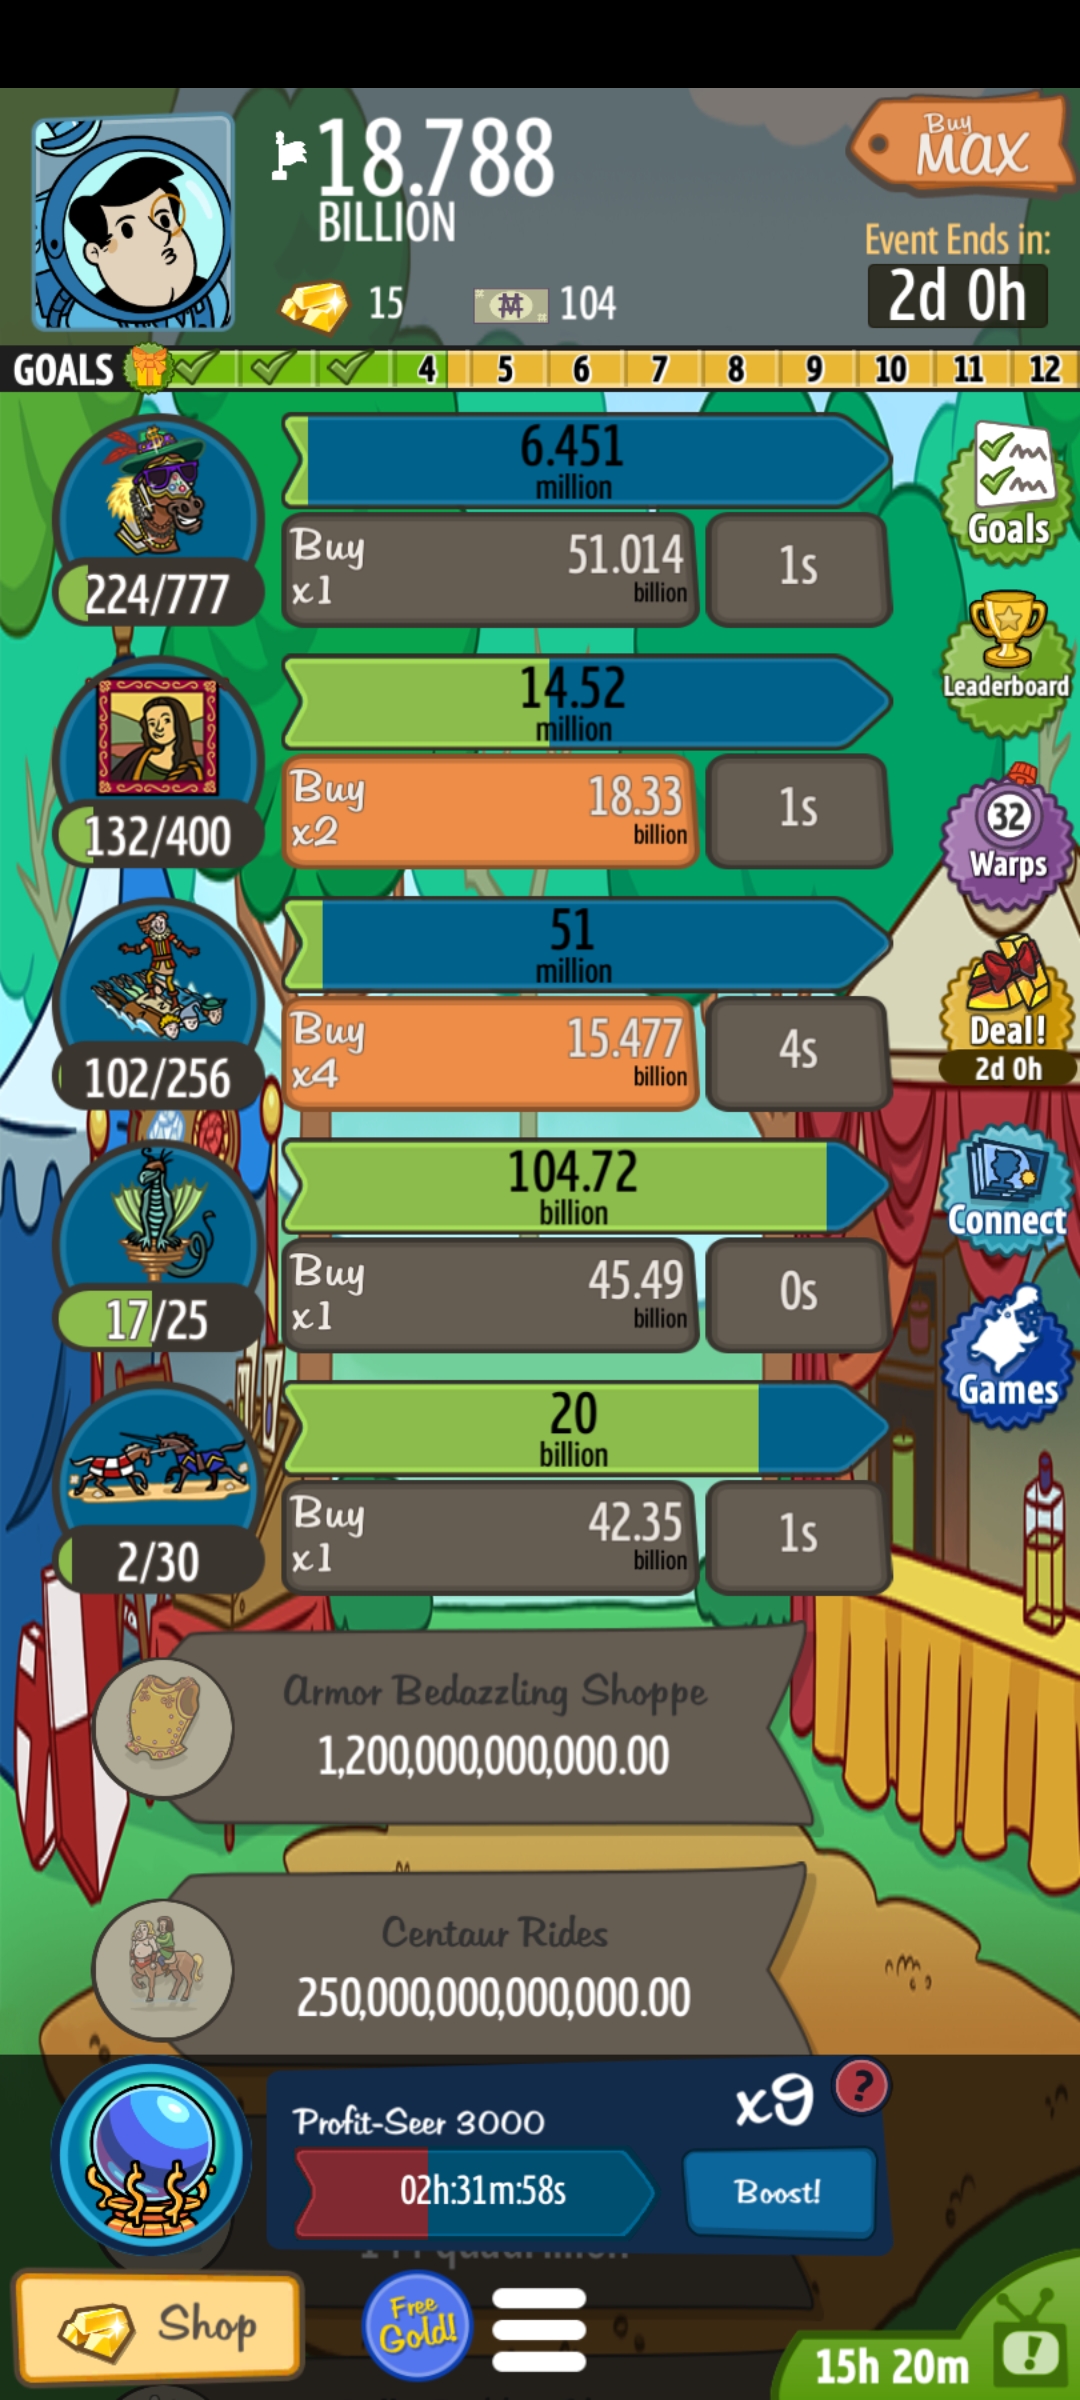 18.788
BILLION
Buy
MAX
Event Ends in:
2d 0h
15
104
GOALS 4 5 6 7 8 9 10 11 12
6.451
million
Goals
Buy
x1
51.014
billion
1s
224/777
Leaderboard
14.52
million
Buy
x2
18.33
billion
1s
132/400
32
Warps
51
million
Buy
x4
15.477
billion
4s
102/256
Deal!
2d 0h
104.72
billion
Connect
Buy
x1
45.49
billion
0s
17/25
Games
20
billion
Buy
x1
42.35
billion
1s
2/30
Armor Bedazzling Shoppe
1,200,000,000,000.00
Centaur Rides
250,000,000,000,000.00
Profit-Seer 3000
x9
?
02h:31m:58s
Boost!
Shop
Free
Gold!
15h 20m
!